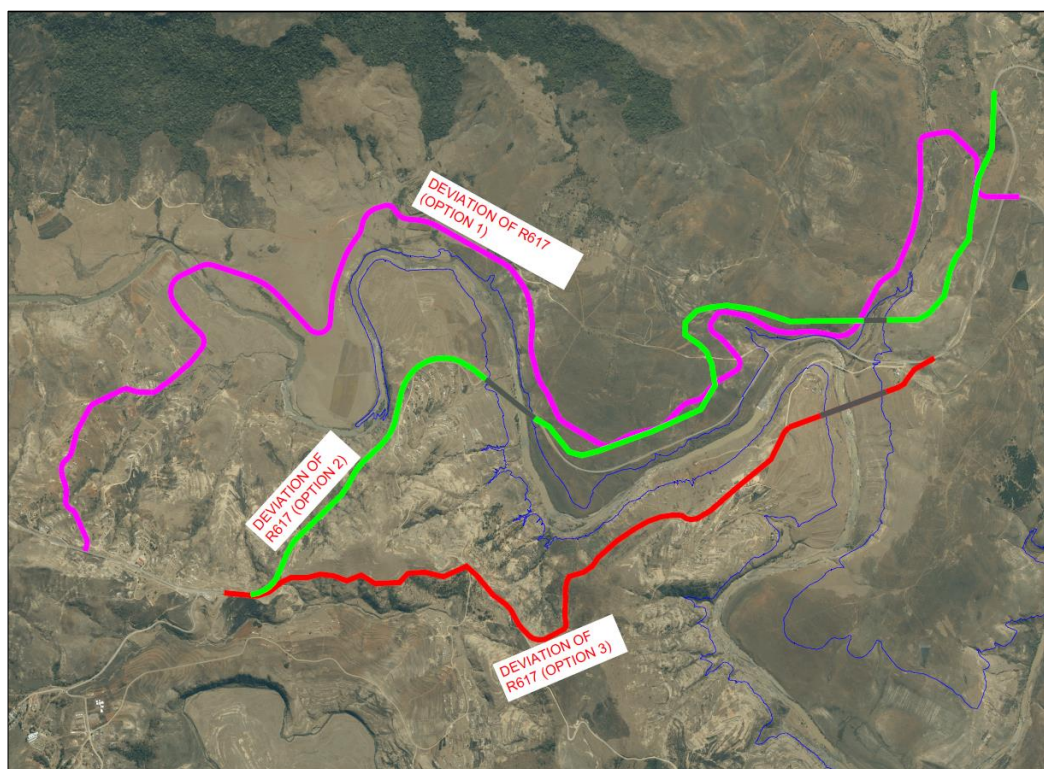 DEVIATION OF R617
(OPTION 1)
DEVIATION OF
R617 (OPTION 2)
DEVIATION OF
R617 (OPTION 3)